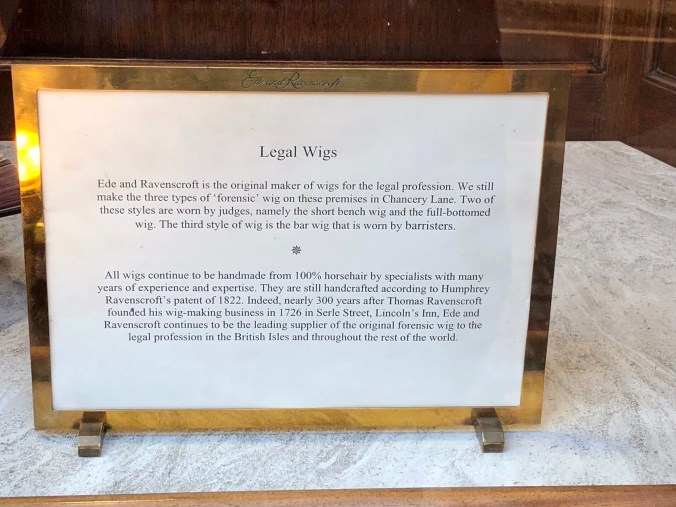 Ede and Ravenscroft
Legal Wigs
Ede and Ravenscroft is the original maker of wigs for the legal profession. We still
make the three types of ‘forensic’ wig on these premises in Chancery Lane. Two of
these styles are worn by judges, namely the short bench wig and the full-bottomed
wig. The third style of wig is the bar wig that is worn by barristers.
All wigs continue to be handmade from 100% horsehair by specialists with many
years of experience and expertise. They are still handcrafted according to Humphrey
Ravenscroft’s patent of 1822. Indeed, nearly 300 years after Thomas Ravenscroft
founded his wig-making business in 1726 in Serle Street, Lincoln’s Inn, Ede and
Ravenscroft continues to be the leading supplier of the original forensic wig to the
legal profession in the British Isles and throughout the rest of the world.